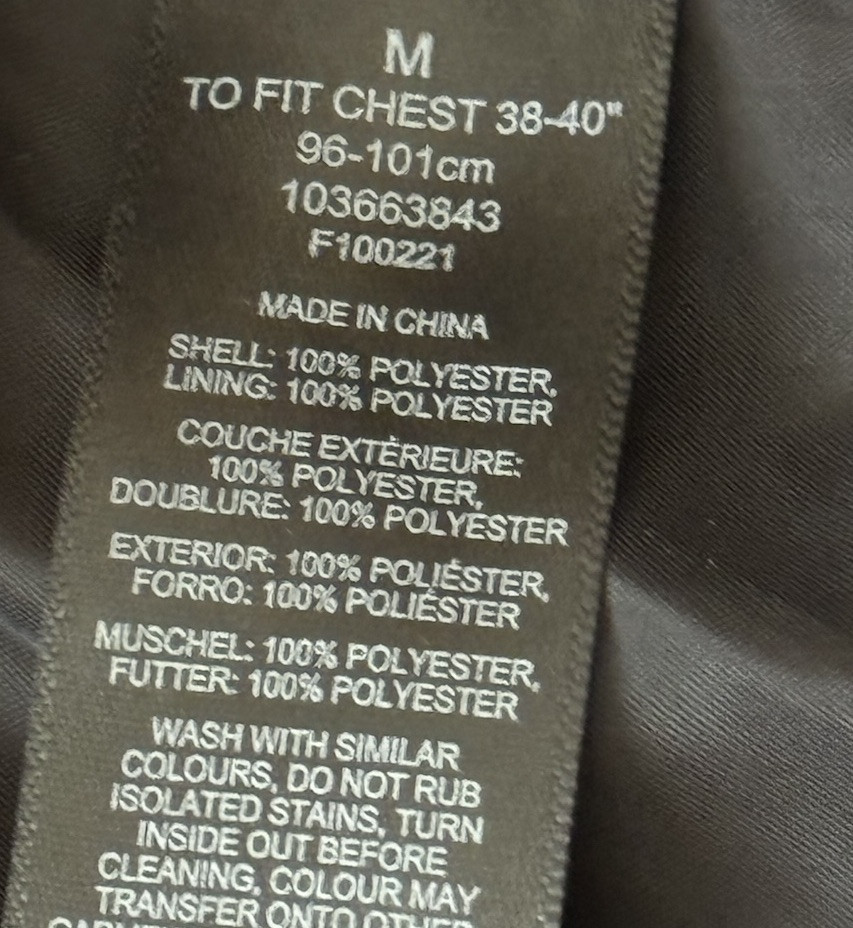 M
TO FIT CHEST 38-40"
96-101cm
103663843
F100221
MADE IN CHINA
SHELL: 100% POLYESTER,
LINING: 100% POLYESTER
COUCHE EXTÉRIEURE:
100% POLYESTER,
DOUBLURE: 100% POLYESTER
EXTERIOR: 100% POLIÉSTER,
FORRO: 100% POLIÉSTER
MUSCHEL: 100% POLYESTER,
FUTTER: 100% POLYESTER
WASH WITH SIMILAR
COLOURS, DO NOT RUB
ISOLATED STAINS, TURN
INSIDE OUT BEFORE
CLEANING, COLOUR MAY
TRANSFER ONTO OTHER